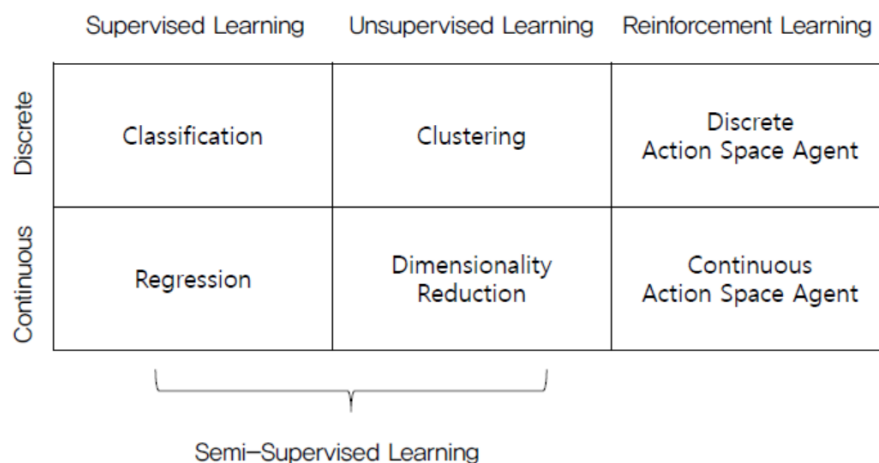 Supervised Learning
Unsupervised Learning
Reinforcement Learning
Discrete
Classification
Clustering
Discrete
Action Space Agent
Continuous
Regression
Dimensionality
Reduction
Continuous
Action Space Agent
Semi-Supervised Learning